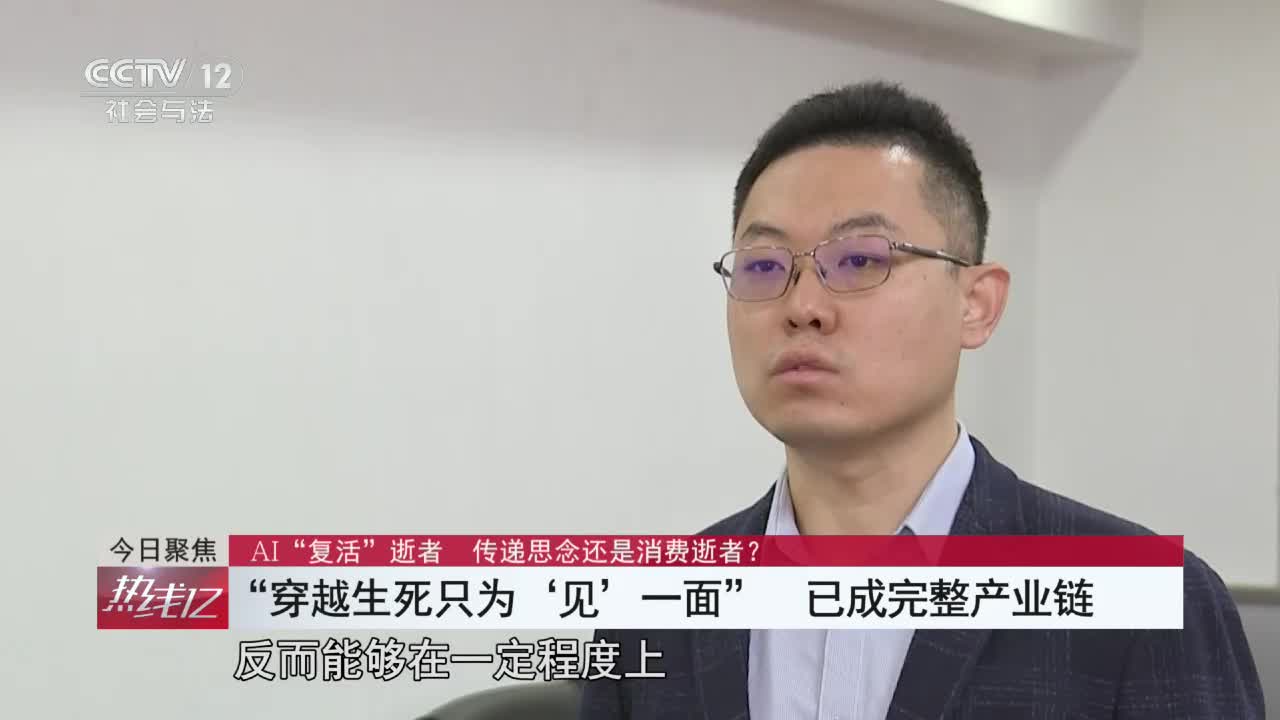 CCTV 12
社会与法
今日聚焦
AI“复活”逝者 传递思念还是消费逝者？
热线12
“穿越生死只为‘见’一面” 已成完整产业链
反而能够在一定程度上